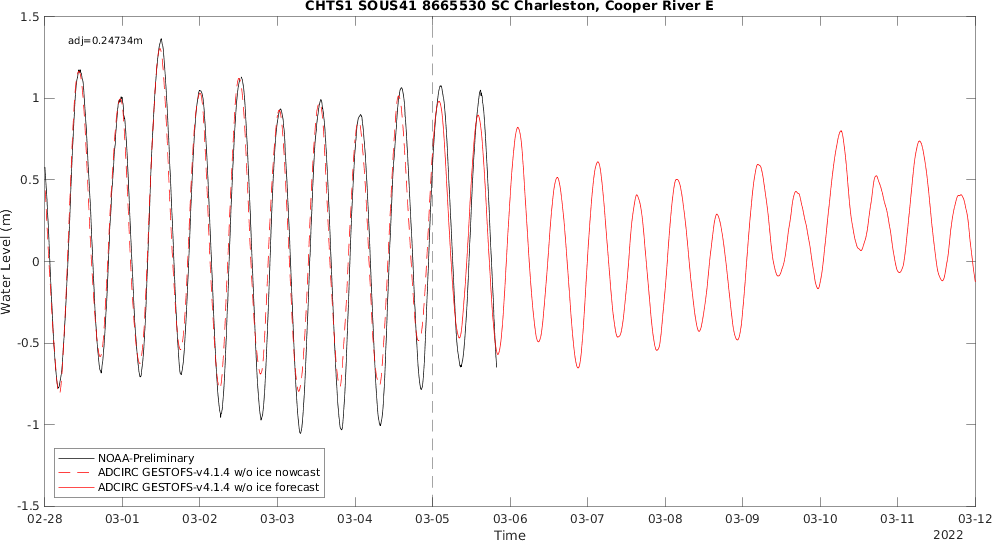 CHTS1 SOUS41 8665530 SC Charleston, Cooper River E
adj=0.24734m
1.5
1
0.5
0
-0.5
-1
-1.5
Water Level (m)
NOAA-Preliminary
ADCIRC GESTOFS-v4.1.4 w/o ice nowcast
ADCIRC GESTOFS-v4.1.4 w/o ice forecast
02-28 03-01 03-02 03-03 03-04 03-05 03-06 03-07 03-08 03-09 03-10 03-11 03-12
Time
2022